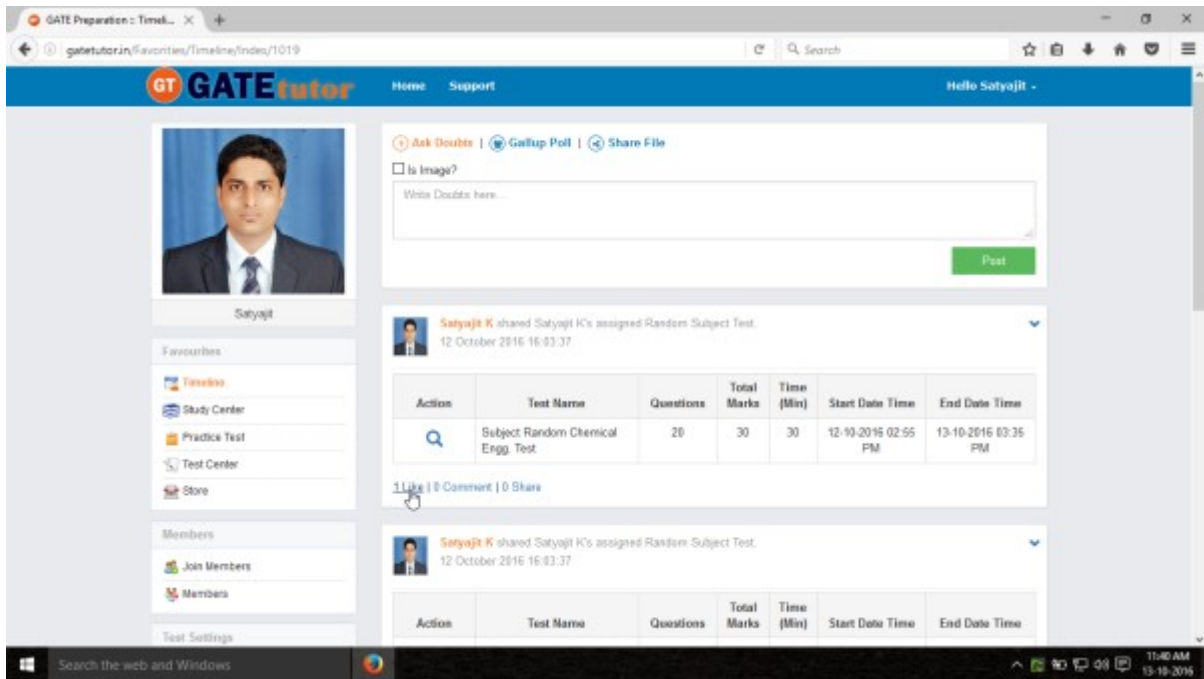 GATE Preparation :: Timeli...
gatetutor.in/Favorities/Timeline/Index/1019
Search
GT GATEtutor
Home Support
Hello Satyajit
Satyajit
Favourites
Timeline
Study Center
Practice Test
Test Center
Store
Members
Join Members
Members
Test Settings
Ask Doubts | Gallup Poll | Share File
Is Image?
Write Doubts here...
Post
Satyajit K shared Satyajit K's assigned Random Subject Test.
12 October 2016 16:03:37
Action Test Name Questions Total Marks Time (Min) Start Date Time End Date Time
Subject Random Chemical Engg. Test 20 30 30 12-10-2016 02:55 PM 13-10-2016 03:35 PM
1 Like | 0 Comment | 0 Share
Satyajit K shared Satyajit K's assigned Random Subject Test.
12 October 2016 16:03:37
Action Test Name Questions Total Marks Time (Min) Start Date Time End Date Time
Search the web and Windows
11:40 AM
13-10-2016